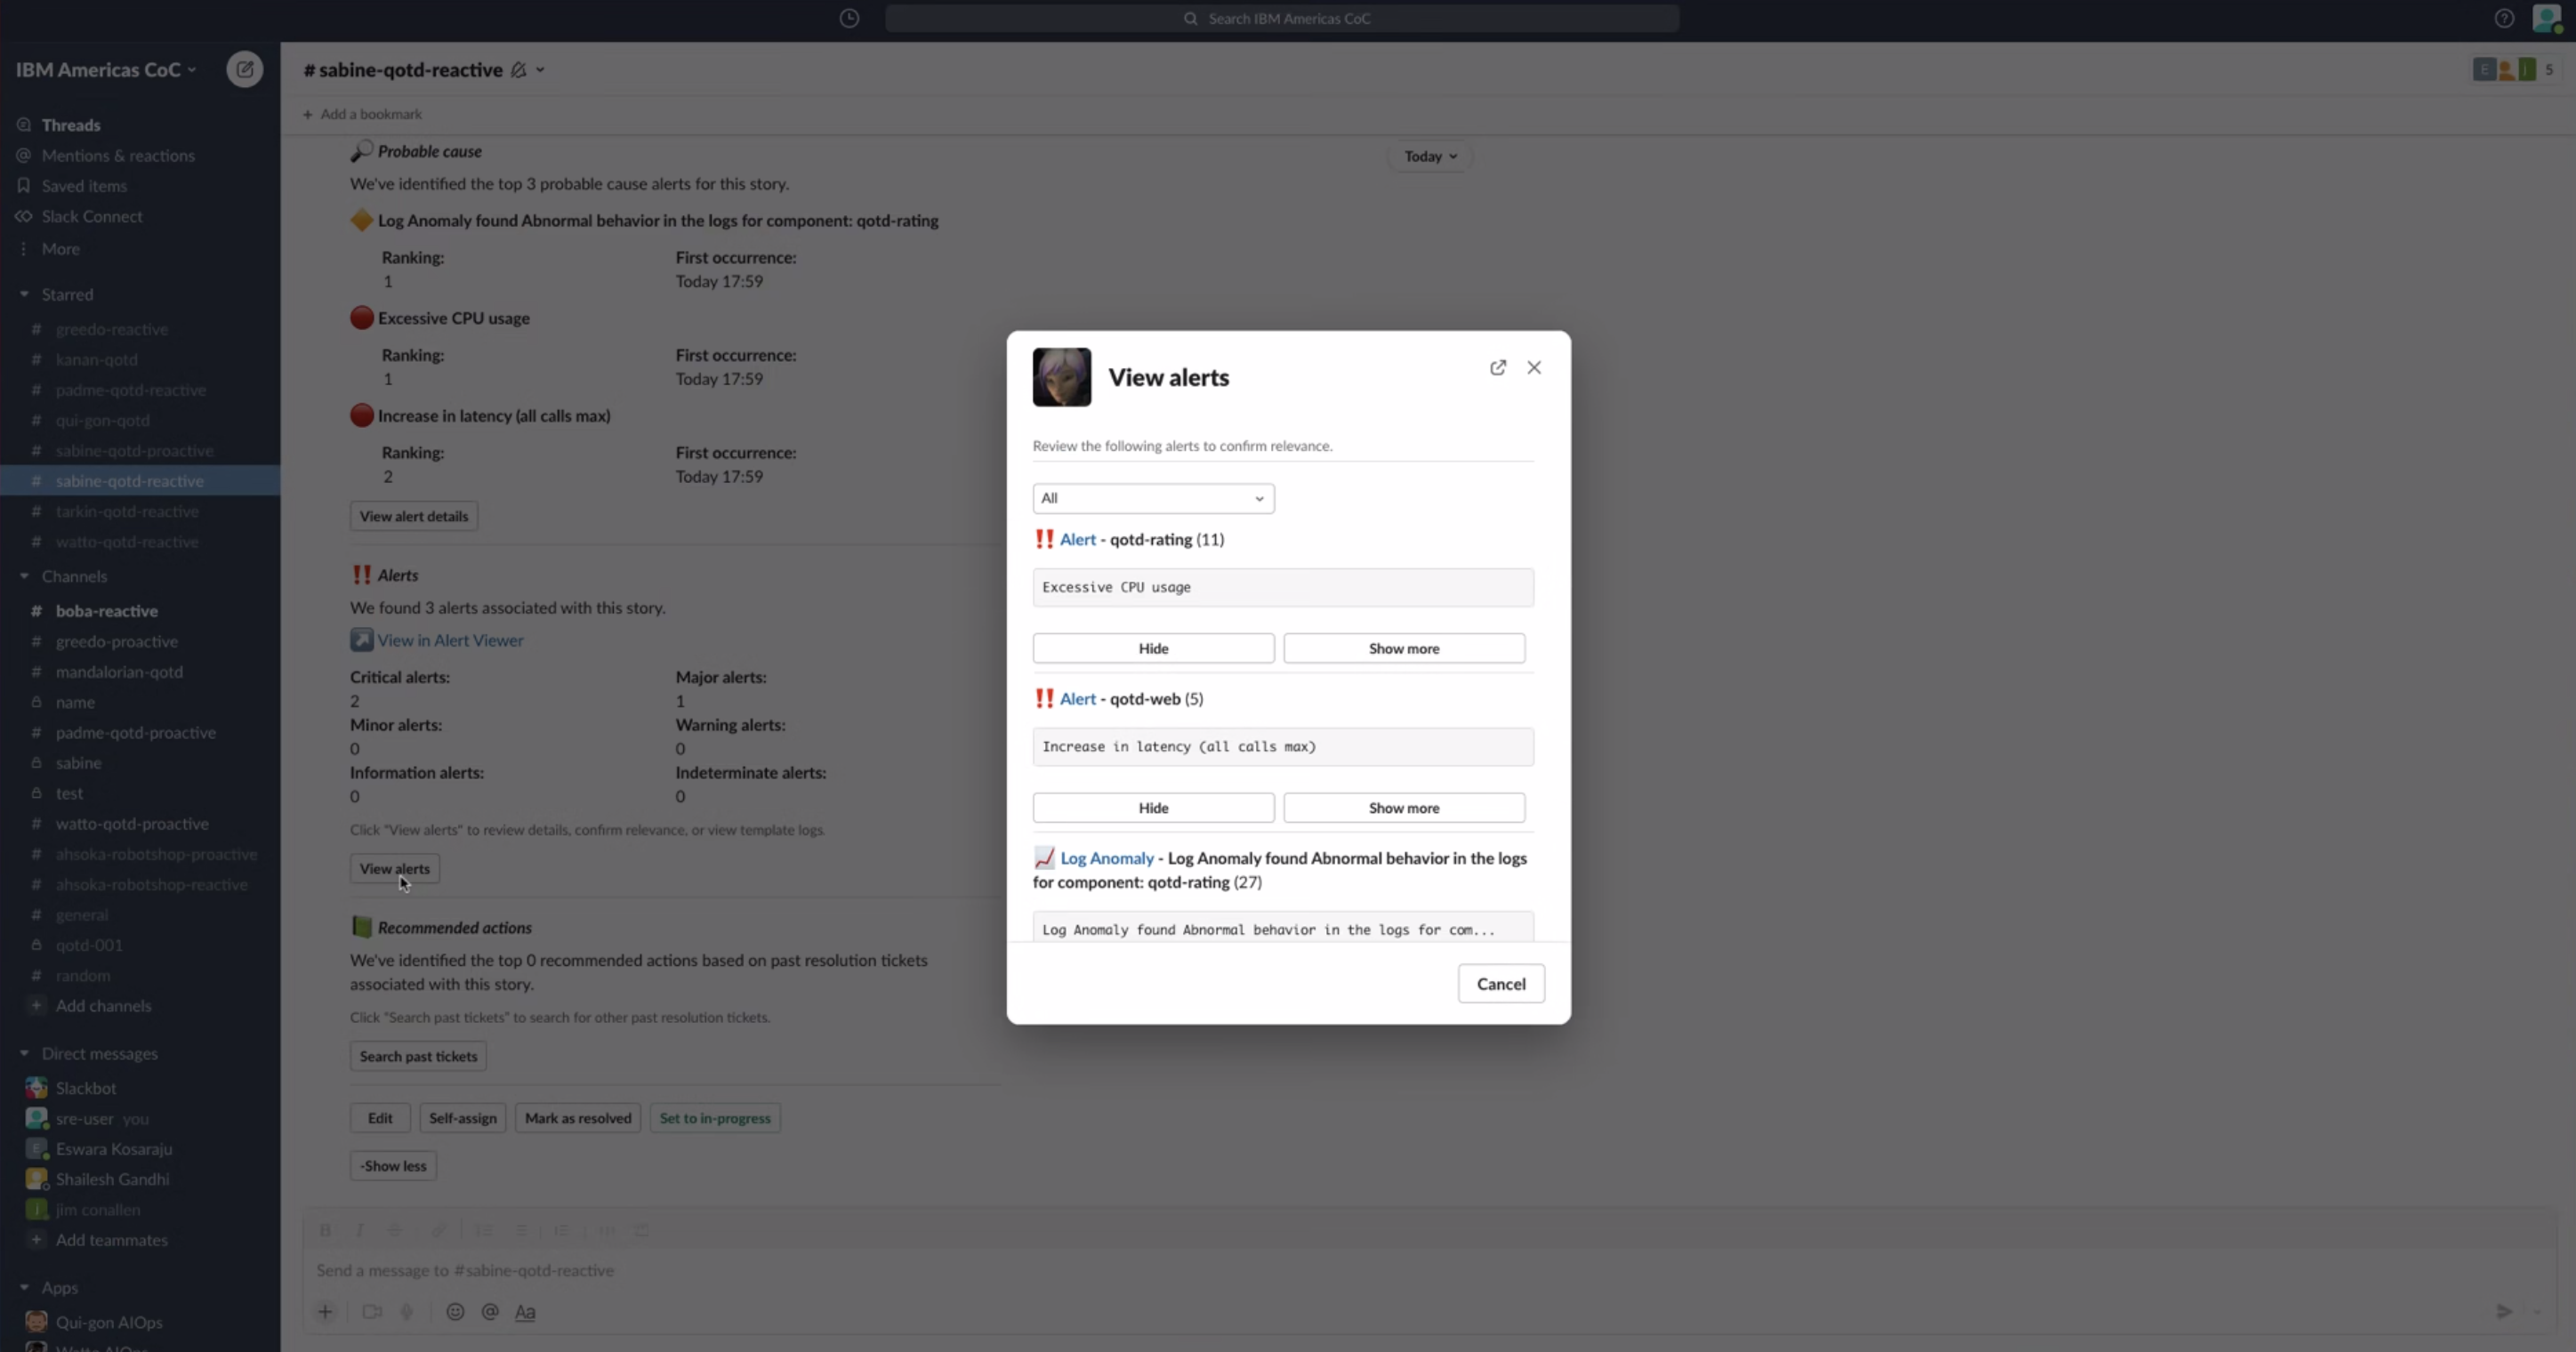 Search IBM Americas CoC
IBM Americas CoC
Threads
Mentions & reactions
Saved items
Slack Connect
More
Starred
# greedo-reactive
# kanan-qotd
# padme-qotd-reactive
# qui-gon-qotd
# sabine-qotd-proactive
# sabine-qotd-reactive
# tarkin-qotd-reactive
# watto-qotd-reactive
Channels
# boba-reactive
# greedo-proactive
# mandalorian-qotd
name
# padme-qotd-proactive
sabine
test
# watto-qotd-proactive
# ahsoka-robotshop-proactive
# ahsoka-robotshop-reactive
# general
qotd-001
# random
+ Add channels
Direct messages
Slackbot
sre-user you
E Eswara Kosaraju
Shailesh Gandhi
j jim conallen
+ Add teammates
Apps
Qui-gon AIOps
Watto AIOps
# sabine-qotd-reactive
E j 5
+ Add a bookmark
Today
Probable cause
We've identified the top 3 probable cause alerts for this story.
Log Anomaly found Abnormal behavior in the logs for component: qotd-rating
Ranking: First occurrence:
1 Today 17:59
Excessive CPU usage
Ranking: First occurrence:
1 Today 17:59
Increase in latency (all calls max)
Ranking: First occurrence:
2 Today 17:59
View alert details
‼ Alerts
We found 3 alerts associated with this story.
View in Alert Viewer
Critical alerts: Major alerts:
2 1
Minor alerts: Warning alerts:
0 0
Information alerts: Indeterminate alerts:
0 0
Click "View alerts" to review details, confirm relevance, or view template logs.
View alerts
Recommended actions
We've identified the top 0 recommended actions based on past resolution tickets
associated with this story.
Click "Search past tickets" to search for other past resolution tickets.
Search past tickets
Edit Self-assign Mark as resolved Set to in-progress
-Show less
B I S
Send a message to #sabine-qotd-reactive
+ @ Aa
View alerts
Review the following alerts to confirm relevance.
All
‼ Alert - qotd-rating (11)
Excessive CPU usage
Hide Show more
‼ Alert - qotd-web (5)
Increase in latency (all calls max)
Hide Show more
Log Anomaly - Log Anomaly found Abnormal behavior in the logs
for component: qotd-rating (27)
Log Anomaly found Abnormal behavior in the logs for com...
Cancel